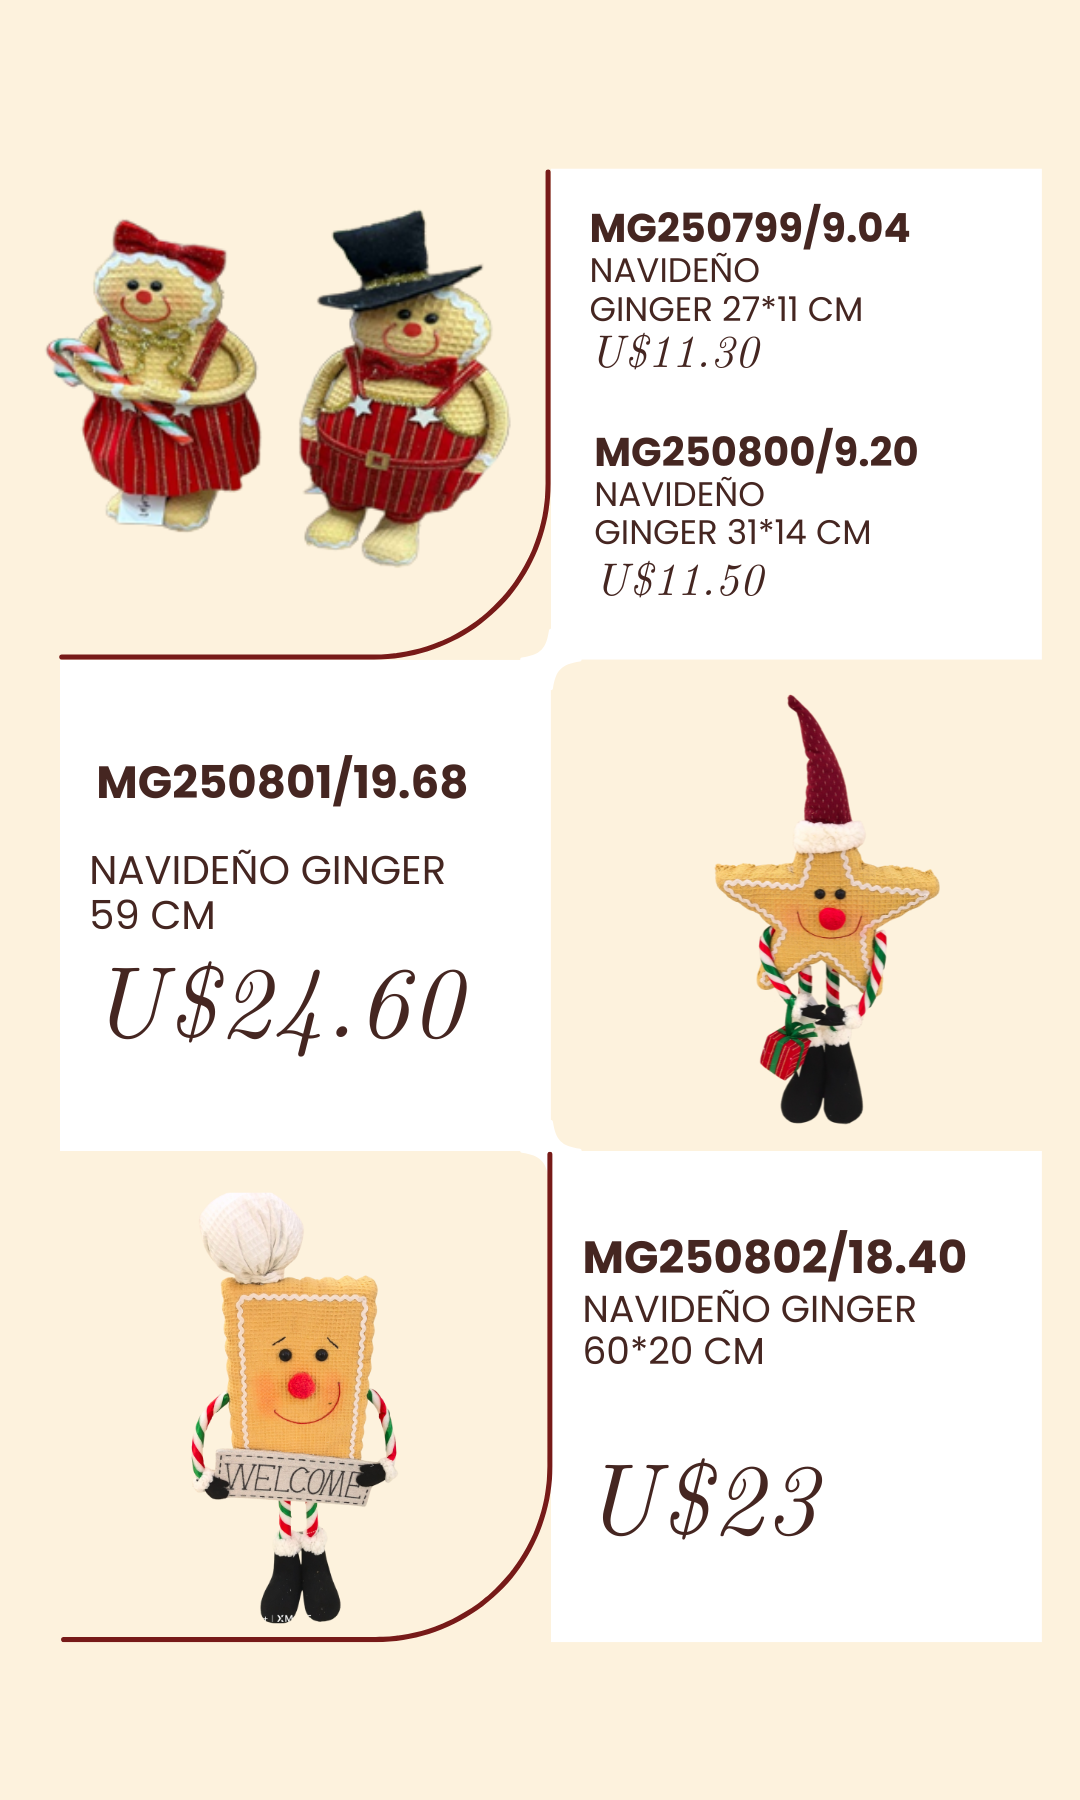 MG250799/9.04
NAVIDEÑO
GINGER 27*11 CM
U$11.30
MG250800/9.20
NAVIDEÑO
GINGER 31*14 CM
U$11.50
MG250801/19.68
NAVIDEÑO GINGER
59 CM
U$24.60
WELCOME
MG250802/18.40
NAVIDEÑO GINGER
60*20 CM
U$23